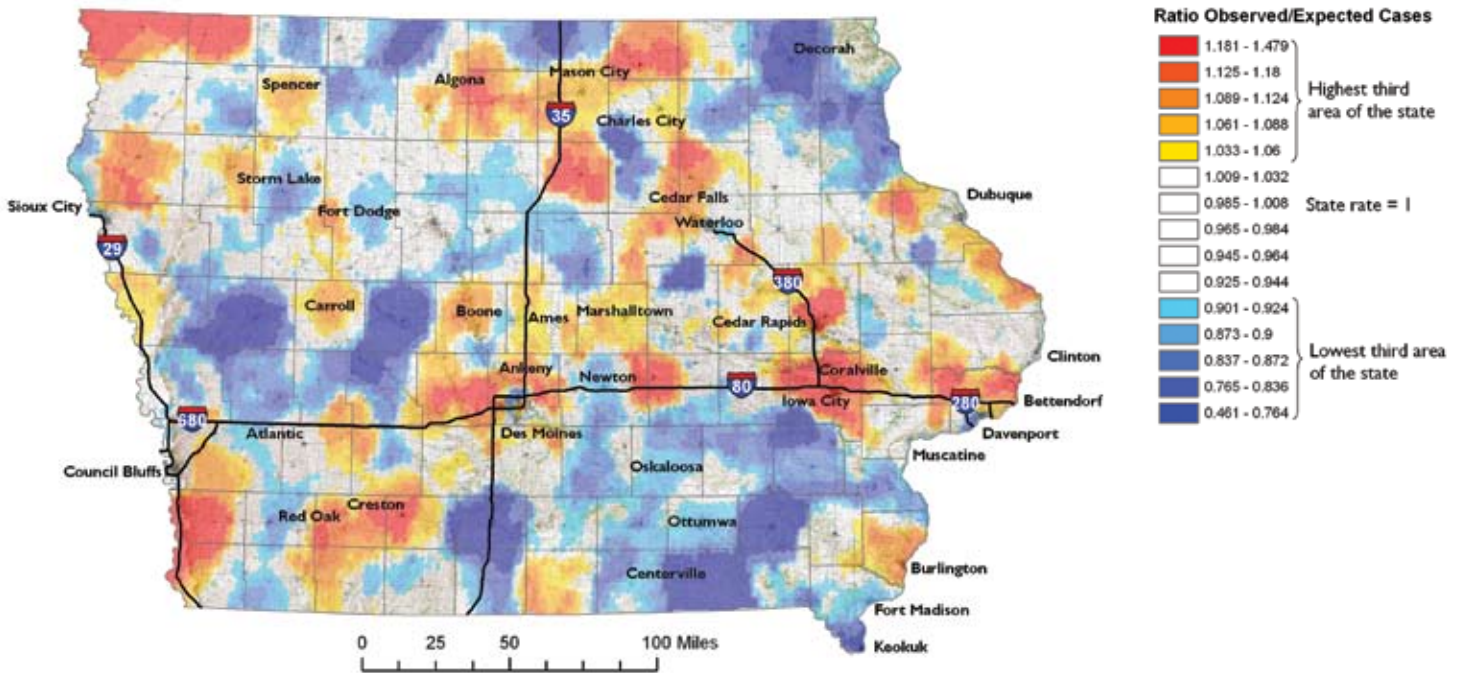 Ratio Observed/Expected Cases
1.181 - 1.479
1.125 - 1.18
1.089 - 1.124
1.061 - 1.088
1.033 - 1.06
1.009 - 1.032
0.985 - 1.008
0.965 - 0.984
0.945 - 0.964
0.925 - 0.944
0.901 - 0.924
0.873 - 0.9
0.837 - 0.872
0.765 - 0.836
0.461 - 0.764
Highest third
area of the state
State rate = 1
Lowest third area
of the state
Decorah
Mason City
Algona
Spencer
35
Charles City
Storm Lake
Cedar Falls
Dubuque
Sioux City
Fort Dodge
Waterloo
29
380
Carroll
Boone
Ames
Marshalltown
Cedar Rapids
Clinton
Ankeny
Newton
80
Coralville
Iowa City
280
Bettendorf
680
Atlantic
Des Moines
Davenport
Muscatine
Council Bluffs
Oskaloosa
Creston
Red Oak
Ottumwa
Centerville
Burlington
Fort Madison
Keokuk
0 25 50 100 Miles